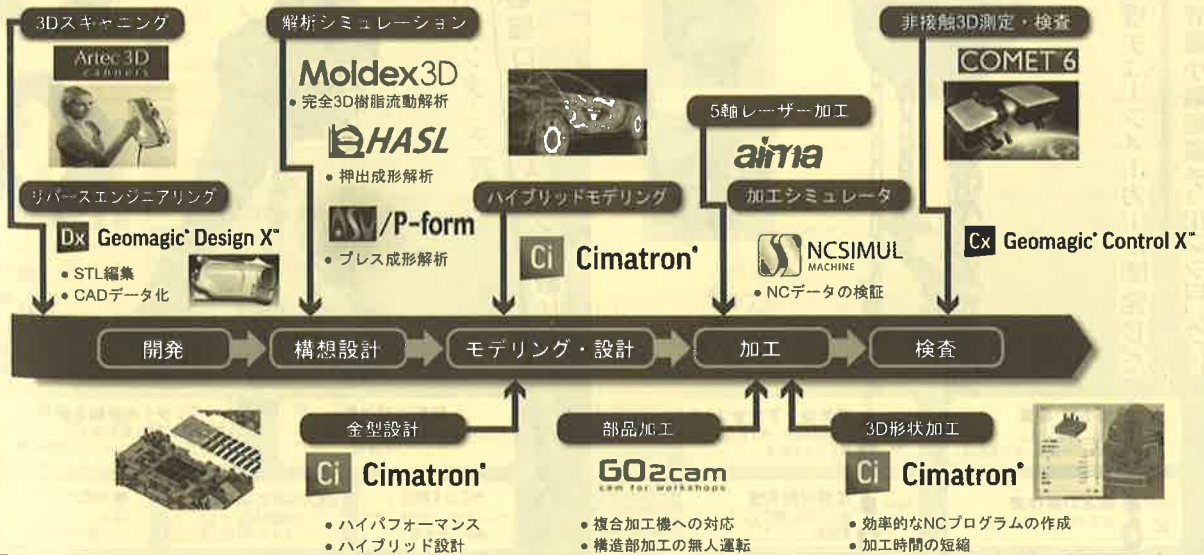 3Dスキャニング
Artec 3D
scanners
リバースエンジニアリング
Dx Geomagic® Design X™
• STL編集
• CADデータ化
解析シミュレーション
Moldex3D
• 完全3D樹脂流動解析
HASL
• 押出成形解析
/P-form
• プレス成形解析
ハイブリッドモデリング
Ci Cimatron®
5軸レーザー加工
aima
加工シミュレータ
NCSIMUL
MACHINE
• NCデータの検証
非接触3D測定・検査
COMET 6
Cx Geomagic® Control X™
開発
構想設計
モデリング・設計
加工
検査
金型設計
Ci Cimatron®
• ハイパフォーマンス
• ハイブリッド設計
部品加工
GO2cam
cam for workshops
• 複合加工機への対応
• 構造部加工の無人運転
3D形状加工
Ci Cimatron®
• 効率的なNCプログラムの作成
• 加工時間の短縮